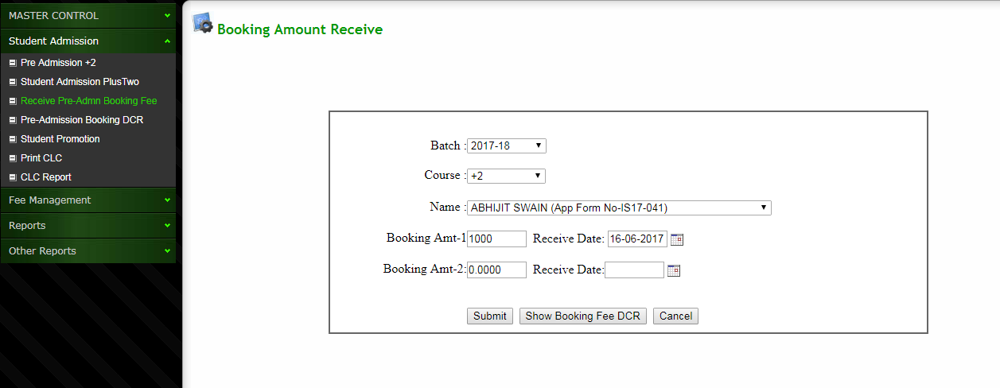 MASTER CONTROL
Student Admission
Pre Admission +2
Student Admission PlusTwo
Receive Pre-Admn Booking Fee
Pre-Admission Booking DCR
Student Promotion
Print CLC
CLC Report
Fee Management
Reports
Other Reports
Booking Amount Receive
Batch : 2017-18
Course : +2
Name : ABHIJIT SWAIN (App Form No-IS17-041)
Booking Amt-1 1000 Receive Date: 16-06-2017
Booking Amt-2: 0.0000 Receive Date:
Submit Show Booking Fee DCR Cancel